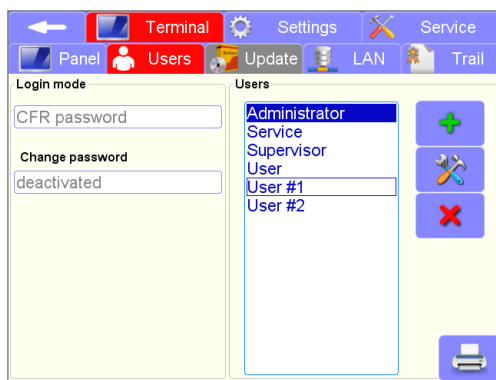 Terminal Settings Service
Panel Users Update LAN Trail
Login mode
CFR password
Change password
deactivated
Users
Administrator
Service
Supervisor
User
User #1
User #2